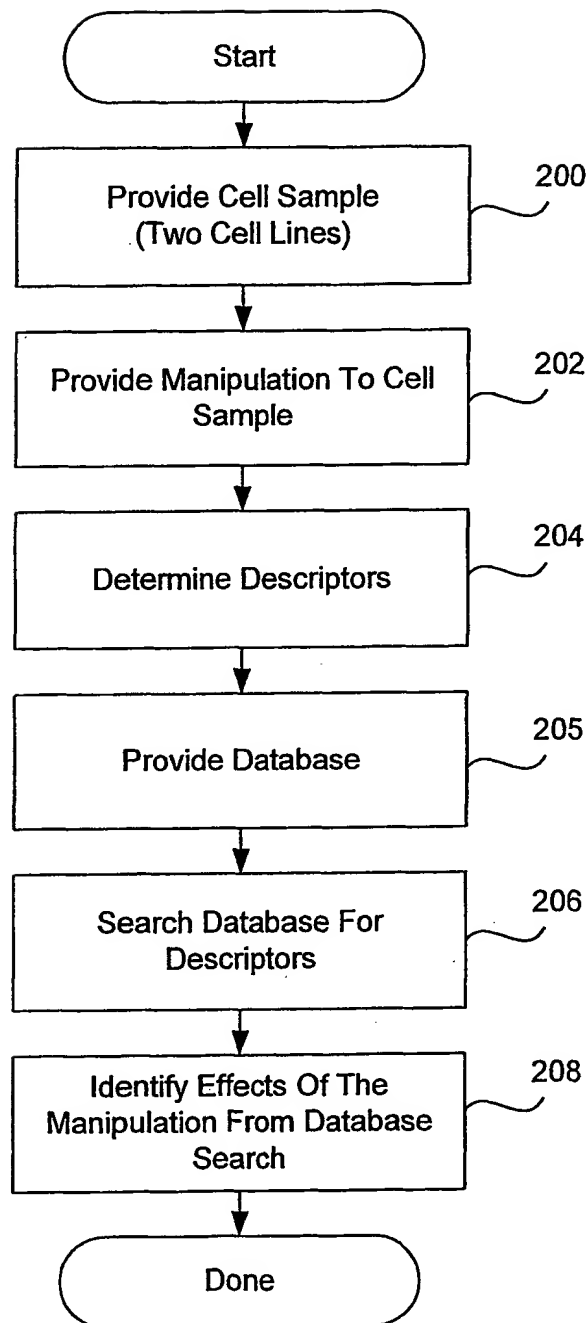 Start
Provide Cell Sample
(Two Cell Lines)
200
Provide Manipulation To Cell
Sample
202
Determine Descriptors
204
Provide Database
205
Search Database For
Descriptors
206
Identify Effects Of The
Manipulation From Database
Search
208
Done